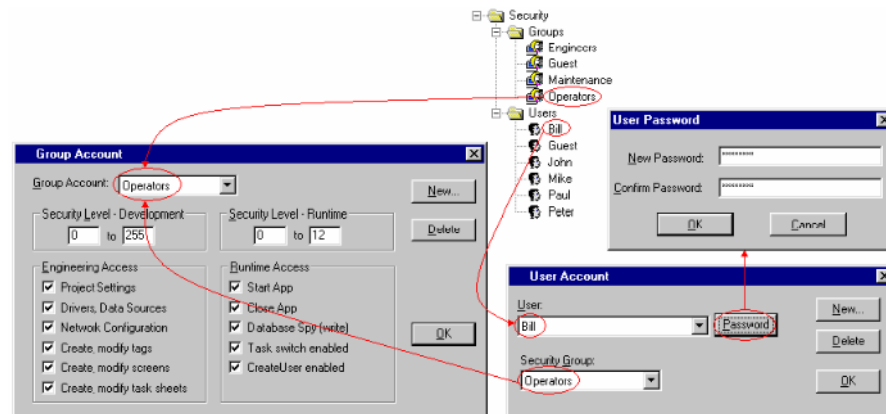 Security
Groups
Engineers
Guest
Maintenance
Operators
Users
Bill
Guest
John
Mike
Paul
Peter
Group Account
Group Account: Operators
New...
Delete
Security Level - Development
0 to 255
Security Level - Runtime
0 to 12
Engineering Access
Project Settings
Drivers, Data Sources
Network Configuration
Create, modify tags
Create, modify screens
Create, modify task sheets
Runtime Access
Start App
Close App
Database Spy (write)
Task switch enabled
CreateUser enabled
OK
User Password
New Password: ********
Confirm Password: ********
OK
Cancel
User Account
User:
Bill
Password
New...
Delete
Security Group:
Operators
OK